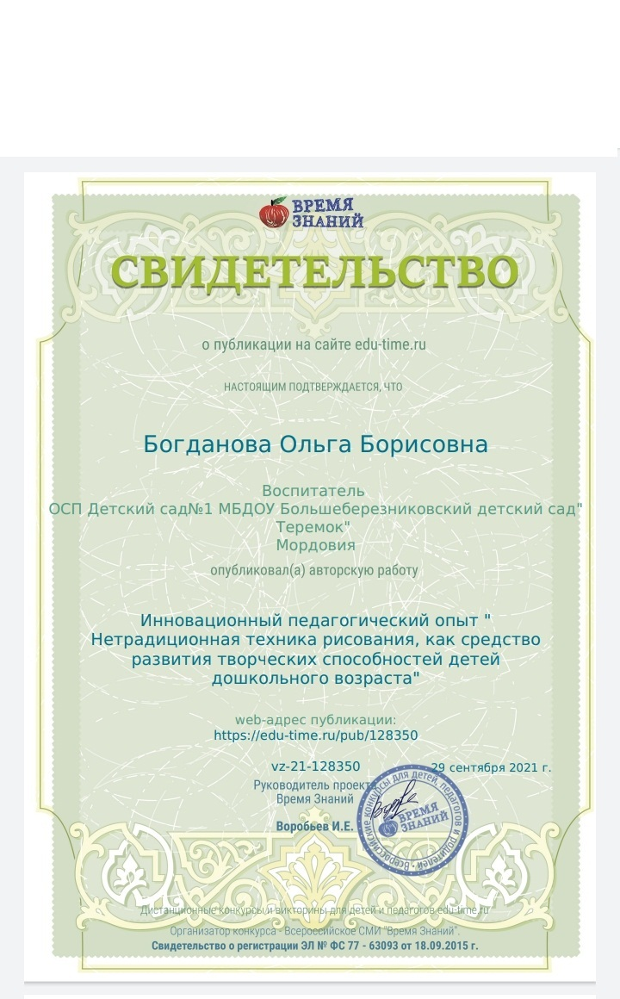 ВРЕМЯ
ЗНАНИЙ
СВИДЕТЕЛЬСТВО
о публикации на сайте edu-time.ru
НАСТОЯЩИМ ПОДТВЕРЖДАЕТСЯ, ЧТО
Богданова Ольга Борисовна
Воспитатель
ОСП Детский сад№1 МБДОУ Большеберезниковский детский сад"
Теремок"
Мордовия
опубликовал(а) авторскую работу
Инновационный педагогический опыт "
Нетрадиционная техника рисования, как средство
развития творческих способностей детей
дошкольного возраста"
web-адрес публикации:
https://edu-time.ru/pub/128350
vz-21-128350
29 сентября 2021 г.
Руководитель проекта
Время Знаний
Воробьев И.Е.
Всероссийские конкурсы для детей, педагогов и родителей
ВРЕМЯ
ЗНАНИЙ
Дистанционные конкурсы и викторины для детей и педагогов edu-time.ru
Организатор конкурса - Всероссийское СМИ "Время Знаний".
Свидетельство о регистрации ЭЛ № ФС 77 - 63093 от 18.09.2015 г.